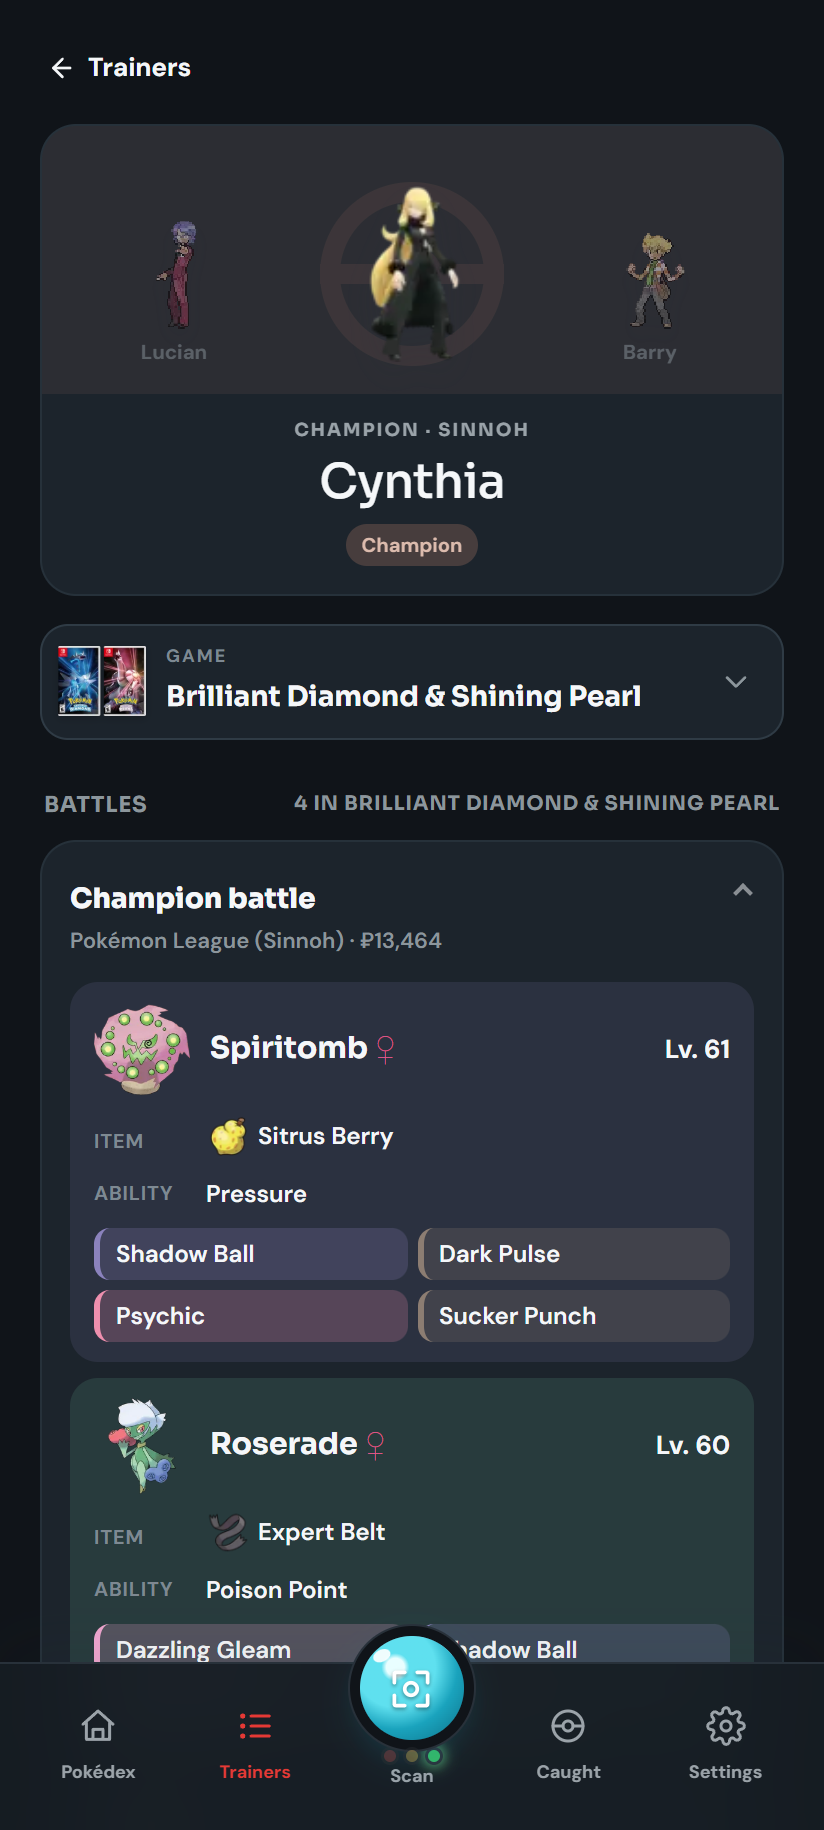 Trainers
Lucian
Barry
CHAMPION · SINNOH
Cynthia
Champion
GAME
Brilliant Diamond & Shining Pearl
BATTLES
4 IN BRILLIANT DIAMOND & SHINING PEARL
Champion battle
Pokémon League (Sinnoh) · ₽13,464
Spiritomb ♀
Lv. 61
ITEM
Sitrus Berry
ABILITY
Pressure
Shadow Ball
Dark Pulse
Psychic
Sucker Punch
Roserade ♀
Lv. 60
ITEM
Expert Belt
ABILITY
Poison Point
Dazzling Gleam
hadow Ball
Pokédex
Trainers
Scan
Caught
Settings